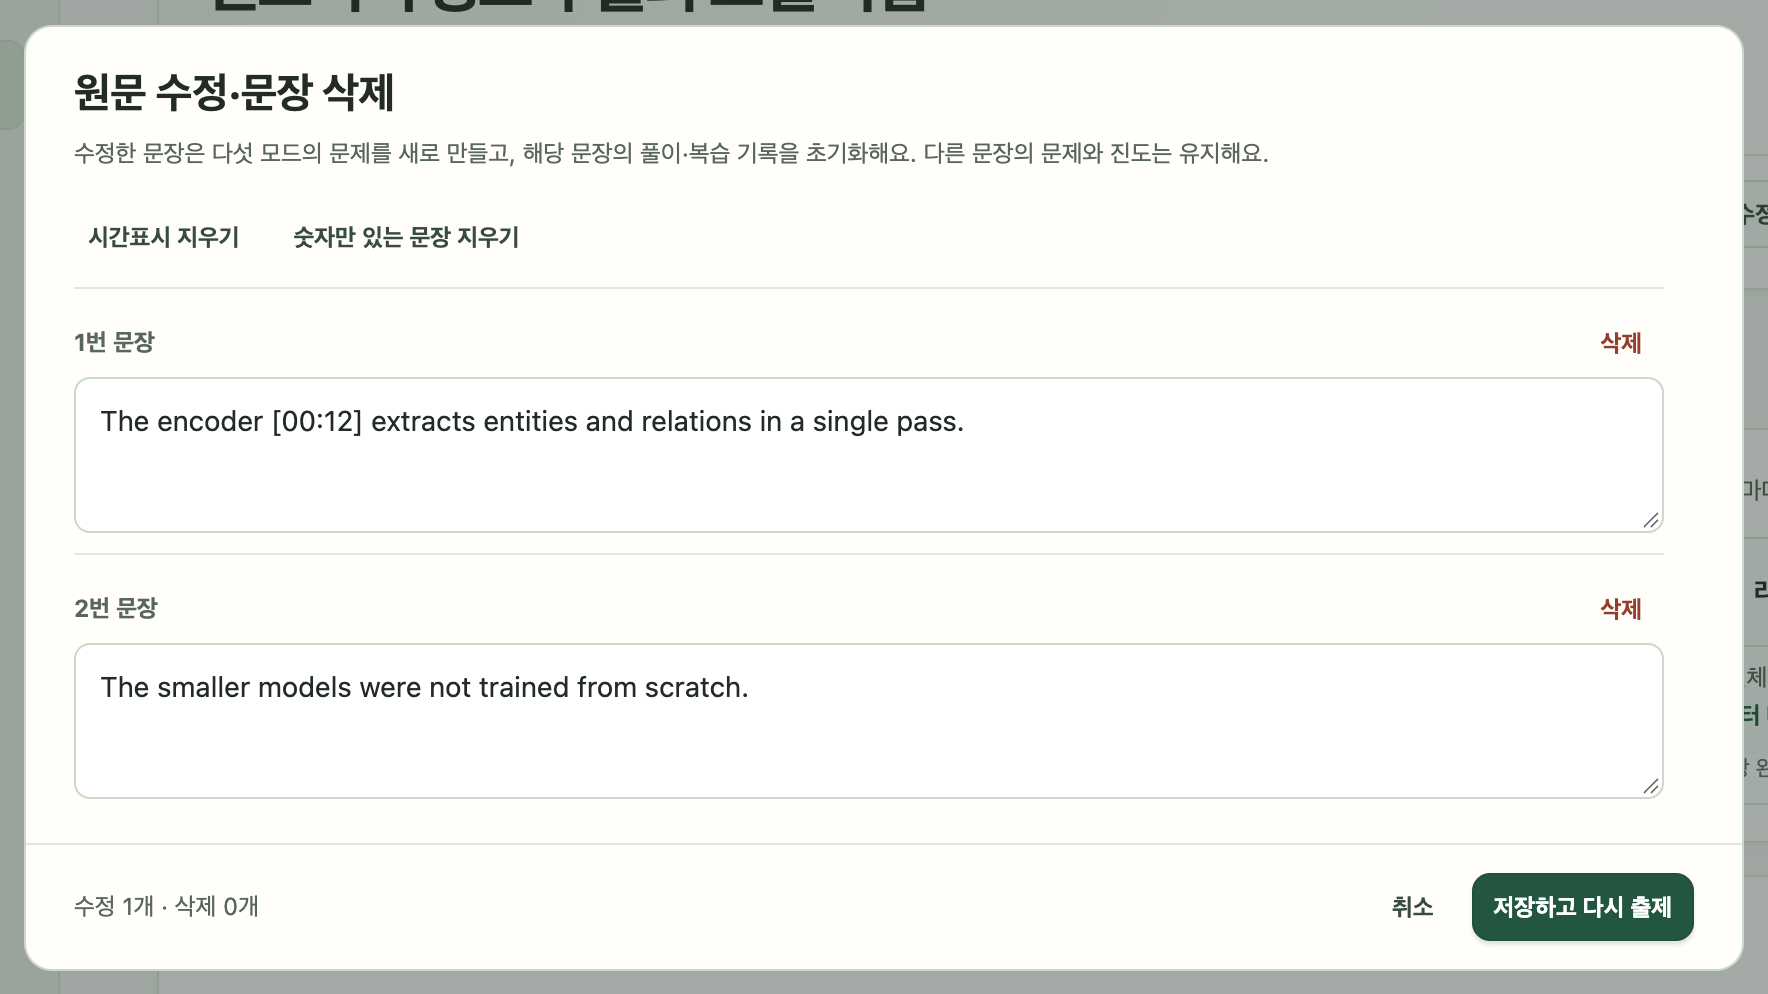 원문 수정·문장 삭제
수정한 문장은 다섯 모드의 문제를 새로 만들고, 해당 문장의 풀이·복습 기록을 초기화해요. 다른 문장의 문제와 진도는 유지해요.
시간표시 지우기 숫자만 있는 문장 지우기
1번 문장 삭제
The encoder [00:12] extracts entities and relations in a single pass.
2번 문장 삭제
The smaller models were not trained from scratch.
수정 1개 · 삭제 0개 취소 저장하고 다시 출제